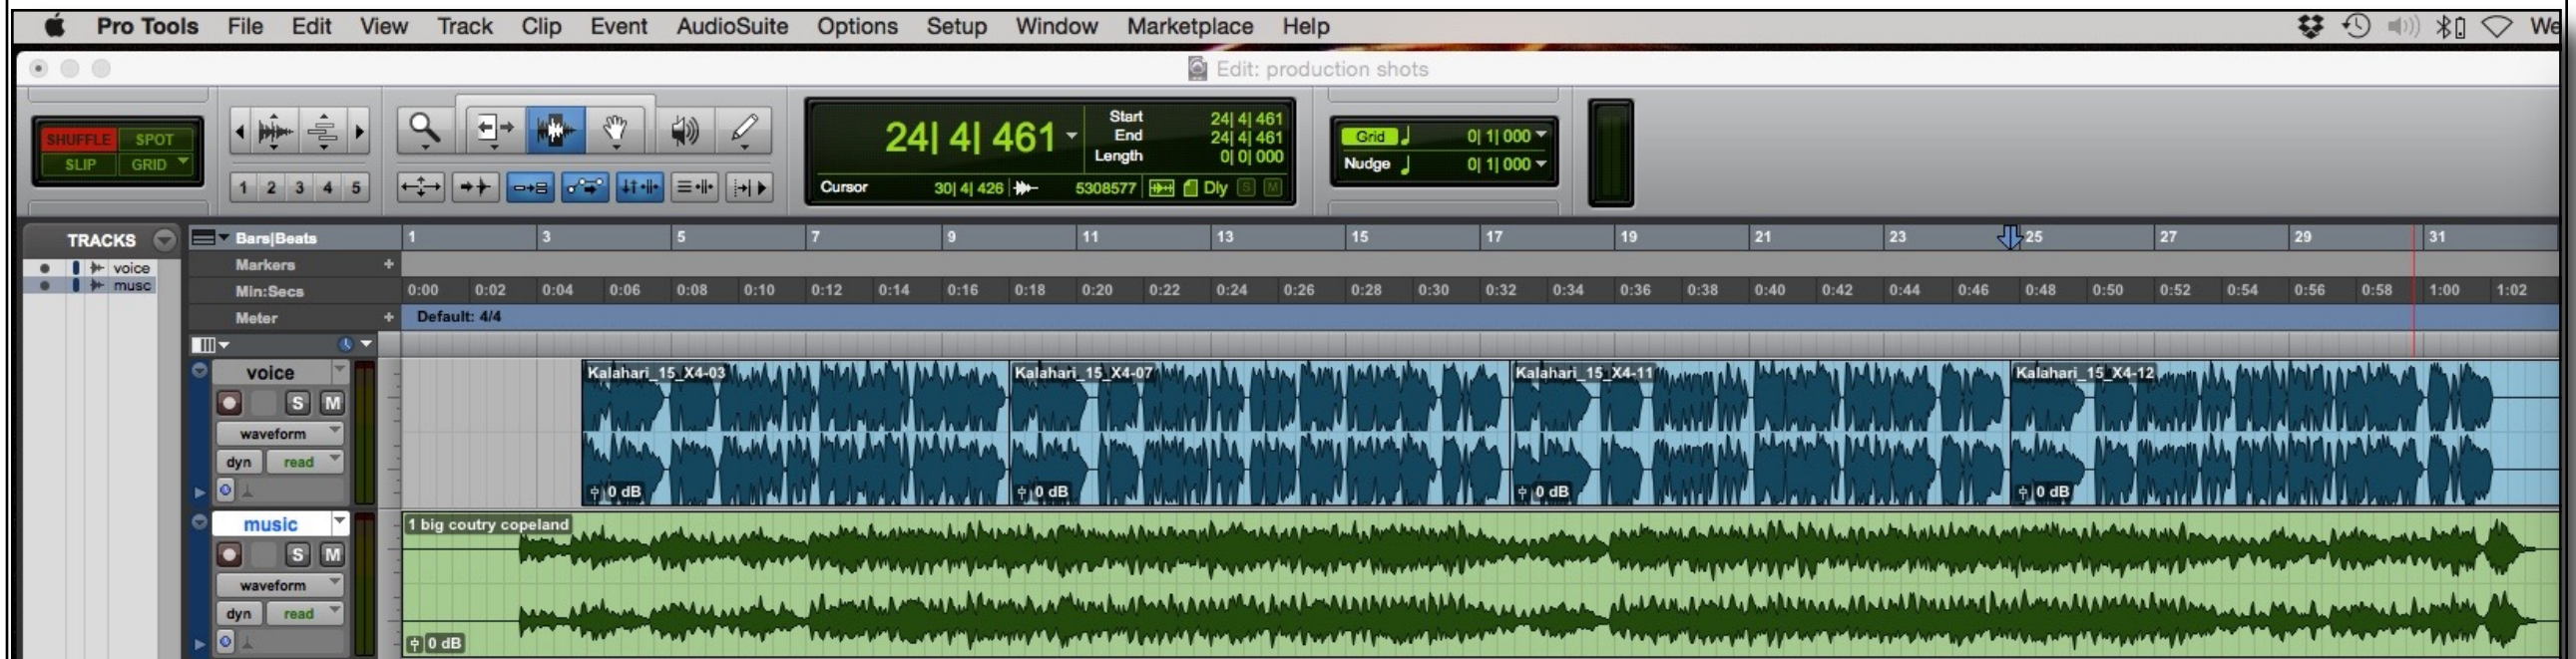 Pro Tools File Edit View Track Clip Event AudioSuite Options Setup Window Marketplace Help We
Edit: production shots
SHUFFLE SPOT
SLIP GRID
1 2 3 4 5
24| 4| 461
Start 24| 4| 461
End 24| 4| 461
Length 0| 0| 000
Cursor 30| 4| 426 5308577 Dly S M
Grid 0| 1| 000
Nudge 0| 1| 000
TRACKS
voice
musc
Bars|Beats 1 3 5 7 9 11 13 15 17 19 21 23 25 27 29 31
Markers +
Min:Secs 0:00 0:02 0:04 0:06 0:08 0:10 0:12 0:14 0:16 0:18 0:20 0:22 0:24 0:26 0:28 0:30 0:32 0:34 0:36 0:38 0:40 0:42 0:44 0:46 0:48 0:50 0:52 0:54 0:56 0:58 1:00 1:02
Meter + Default: 4/4
voice
S M
waveform
dyn read
Kalahari_15_X4-03 Kalahari_15_X4-07 Kalahari_15_X4-11 Kalahari_15_X4-12
0 dB 0 dB 0 dB 0 dB
music
S M
waveform
dyn read
1 big coutry copeland
0 dB